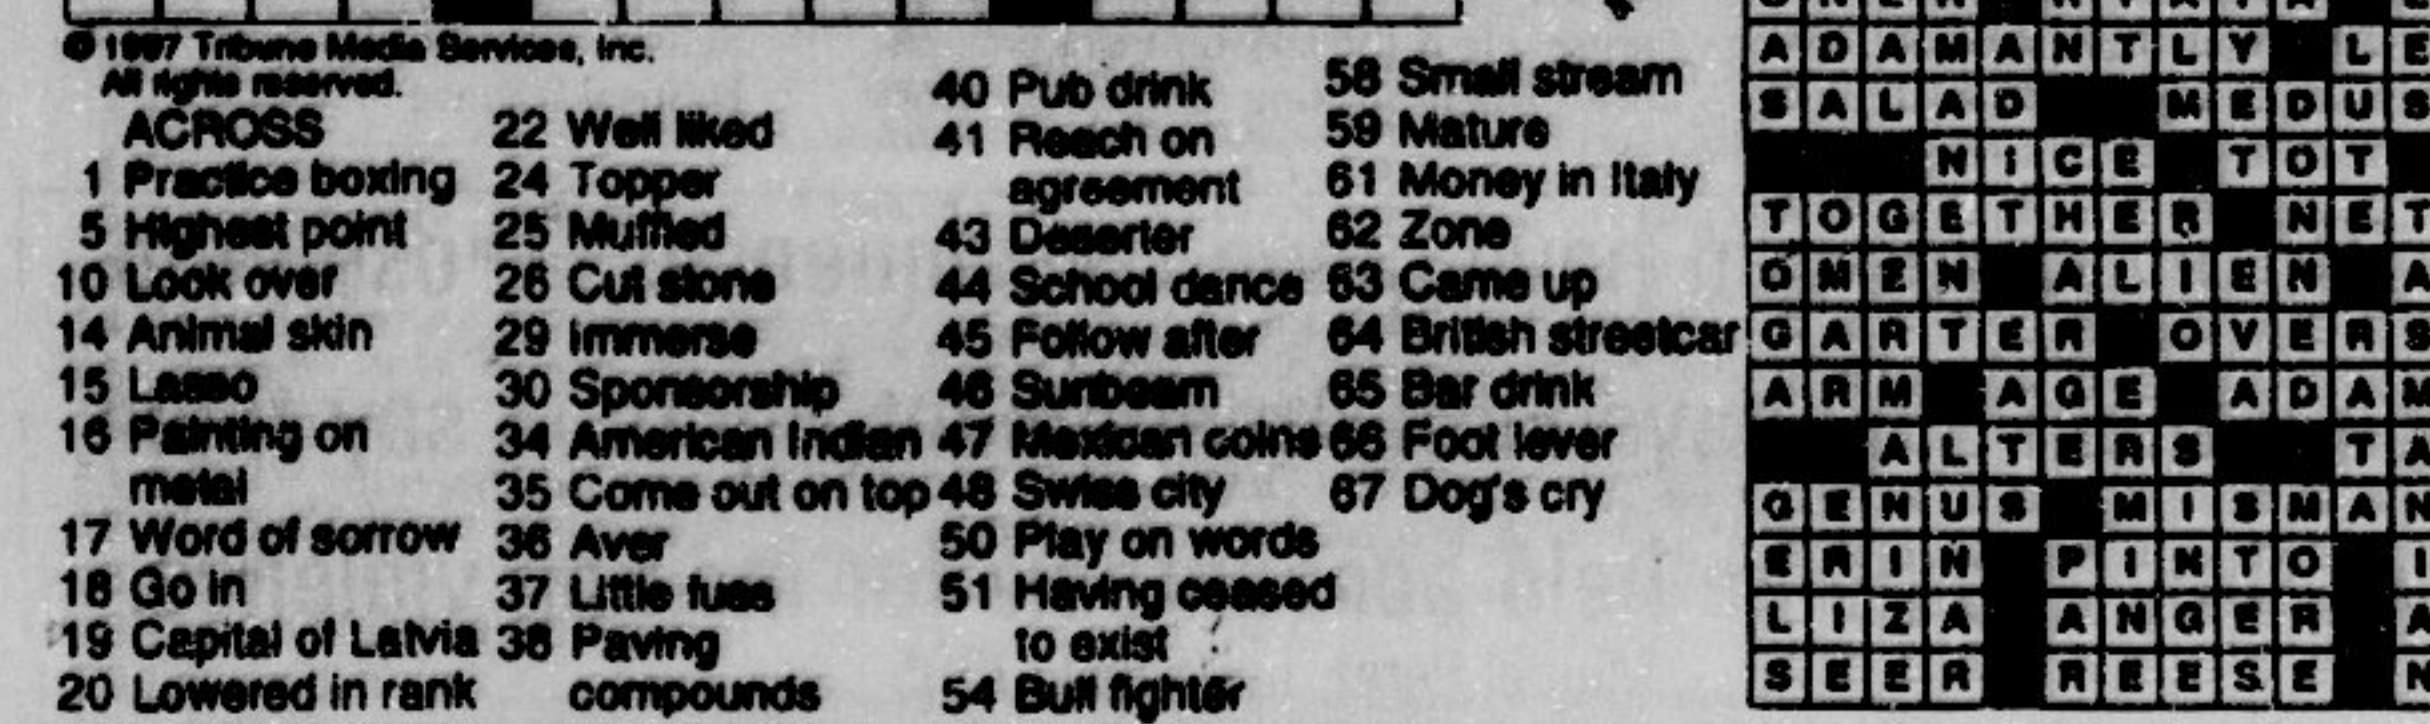 © 1997 Tribune Media Services, Inc.
All rights reserved.
ACROSS
1 Practice boxing
5 Highest point
10 Look over
14 Animal skin
15 Lasso
16 Painting on
metal
17 Word of sorrow
18 Go in
19 Capital of Latvia
20 Lowered in rank
22 Well liked
24 Topper
25 Muffled
26 Cut stone
29 Immerse
30 Sponsorship
34 American Indian
35 Come out on top
36 Aver
37 Little fuss
38 Paving
compounds
40 Pub drink
41 Reach on
agreement
43 Deserter
44 School dance
45 Follow after
46 Sunbeam
47 Mexican coins
48 Swiss city
50 Play on words
51 Having ceased
to exist
54 Bull fighter
58 Small stream
59 Mature
61 Money in Italy
62 Zone
63 Came up
64 British streetcar
65 Bar drink
66 Foot lever
67 Dog's cry
ADAMANTLY LE
SALAD MEDUS
NICE TOT
TOGETHER NET
OMEN ALIEN A
GARTER OVERS
ARM AGE ADAM
ALTERS TA
GENUS MISMAN
ERIN PINTO I
LIZA ANGER A
SEER REESE N